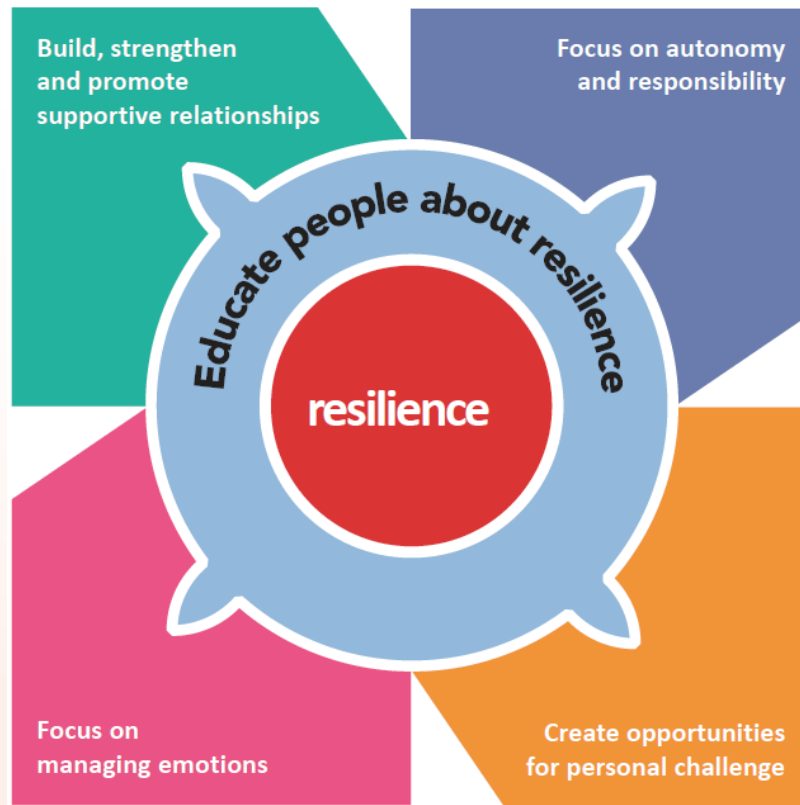 Build, strengthen
and promote
supportive relationships
Focus on autonomy
and responsibility
Educate people about resilience
resilience
Focus on
managing emotions
Create opportunities
for personal challenge